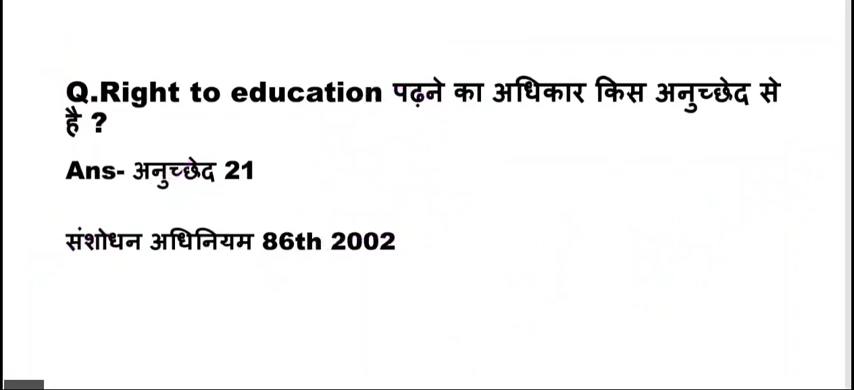 Q.Right to education पढ़ने का अधिकार किस अनुच्छेद से
है ?
Ans- अनुच्छेद 21
संशोधन अधिनियम 86th 2002